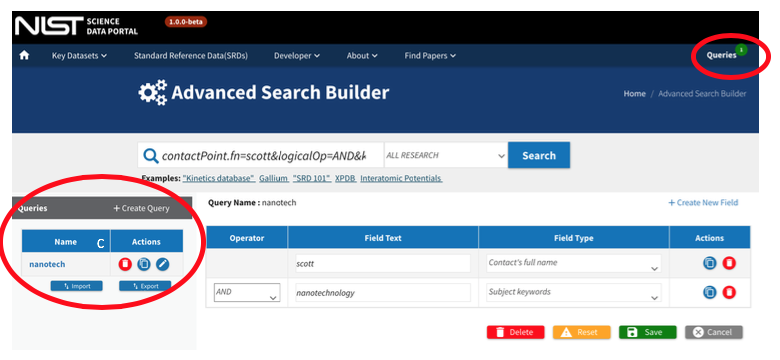 NIST SCIENCE DATA PORTAL 1.0.0-beta
Key Datasets Standard Reference Data(SRDs) Developer About Find Papers Queries 1
Advanced Search Builder
Home / Advanced Search Builder
contactPoint.fn=scott&logicalOp=AND&k ALL RESEARCH Search
Examples: "Kinetics database" Gallium "SRD 101" XPDB Interatomic Potentials
Queries + Create Query
Name C Actions
nanotech
Import Export
Query Name : nanotech + Create New Field
Operator Field Text Field Type Actions
scott Contact's full name
AND nanotechnology Subject keywords
Delete Reset Save Cancel